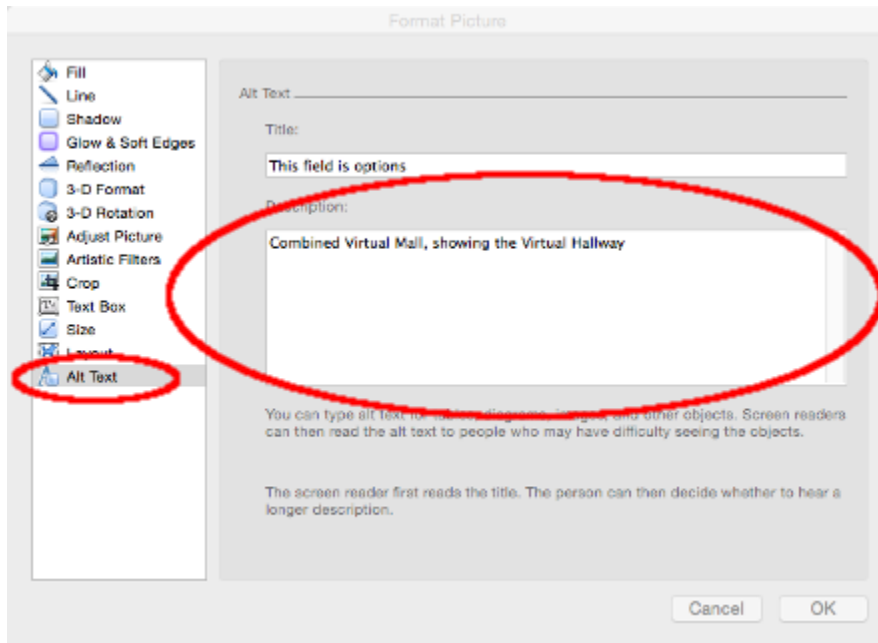 Format Picture
Fill
Line
Shadow
Glow & Soft Edges
Reflection
3-D Format
3-D Rotation
Adjust Picture
Artistic Filters
Crop
Text Box
Size
Layout
Alt Text
Alt Text
Title:
This field is options
Description:
Combined Virtual Mall, showing the Virtual Hallway
You can type alt text for tables, diagrams, images, and other objects. Screen readers
can then read the alt text to people who may have difficulty seeing the objects.
The screen reader first reads the title. The person can then decide whether to hear a
longer description.
Cancel
OK